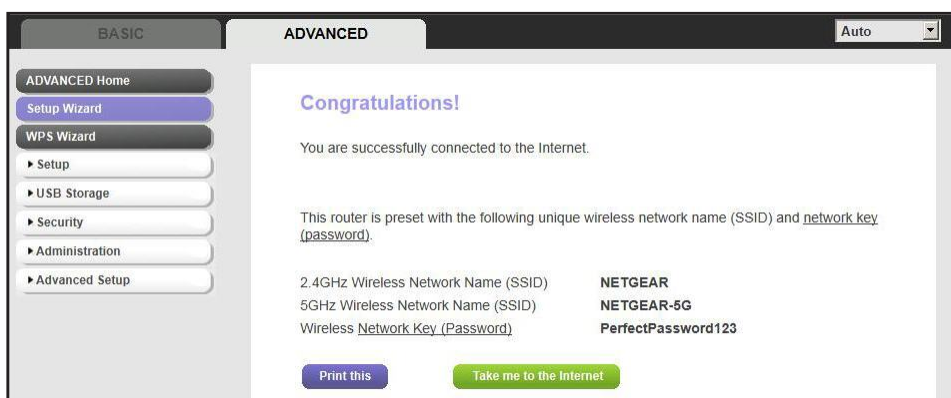 BASIC
ADVANCED
Auto
ADVANCED Home
Setup Wizard
WPS Wizard
Setup
USB Storage
Security
Administration
Advanced Setup
Congratulations!
You are successfully connected to the Internet.
This router is preset with the following unique wireless network name (SSID) and network key
(password).
2.4GHz Wireless Network Name (SSID) NETGEAR
5GHz Wireless Network Name (SSID) NETGEAR-5G
Wireless Network Key (Password) PerfectPassword123
Print this
Take me to the Internet